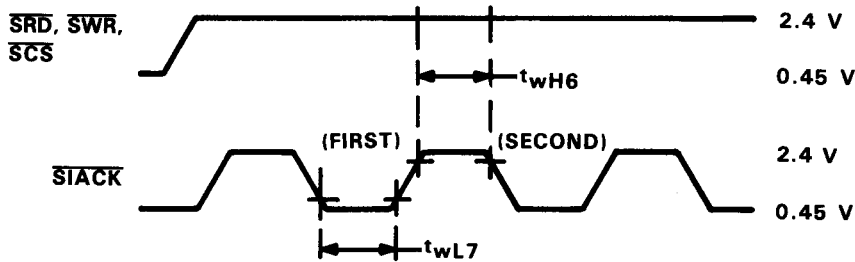 SRD, SWR,
SCS
2.4 V
twH6
0.45 V
(FIRST)
(SECOND)
2.4 V
SIACK
0.45 V
twL7